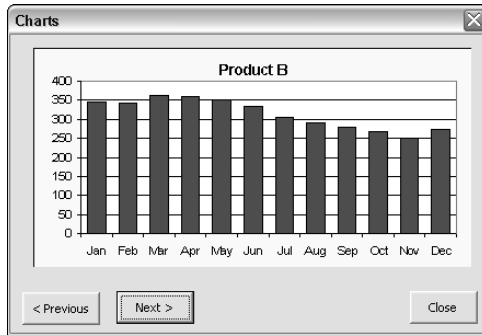 Charts
Product B
400
350
300
250
200
150
100
50
0
Jan Feb Mar Apr May Jun Jul Aug Sep Oct Nov Dec
< Previous Next > Close